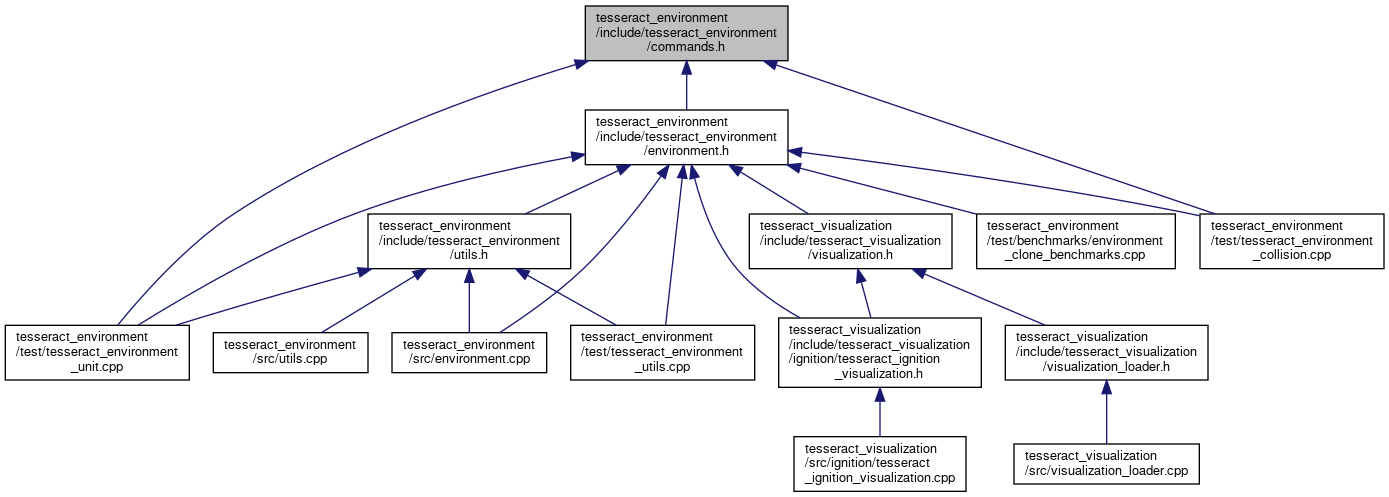 tesseract_environment
/include/tesseract_environment
/commands.h
tesseract_environment
/include/tesseract_environment
/environment.h
tesseract_environment
/include/tesseract_environment
/utils.h
tesseract_visualization
/include/tesseract_visualization
/visualization.h
tesseract_environment
/test/benchmarks/environment
_clone_benchmarks.cpp
tesseract_environment
/test/tesseract_environment
_collision.cpp
tesseract_environment
/test/tesseract_environment
_unit.cpp
tesseract_environment
/src/utils.cpp
tesseract_environment
/src/environment.cpp
tesseract_environment
/test/tesseract_environment
_utils.cpp
tesseract_visualization
/include/tesseract_visualization
/ignition/tesseract_ignition
_visualization.h
tesseract_visualization
/include/tesseract_visualization
/visualization_loader.h
tesseract_visualization
/src/ignition/tesseract
_ignition_visualization.cpp
tesseract_visualization
/src/visualization_loader.cpp